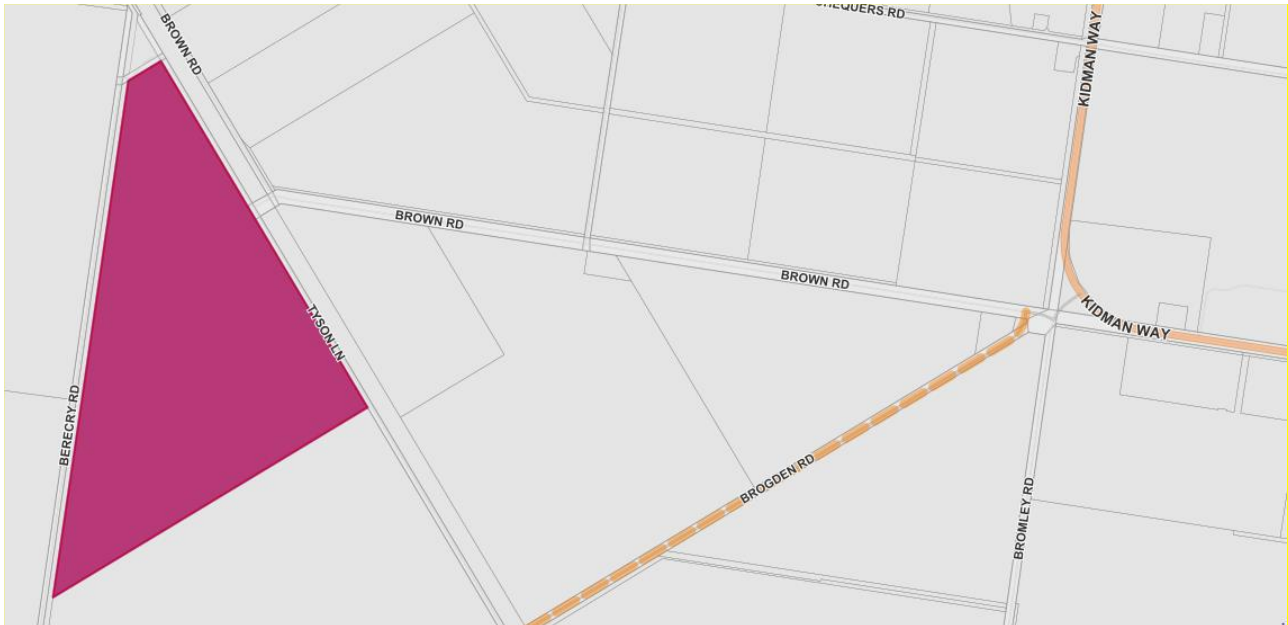 BROWN RD
CHEQUERS RD
KIDMAN WAY
BROWN RD
BROWN RD
TYSON LN
KIDMAN WAY
BERECRY RD
BROGDEN RD
BROMLEY RD